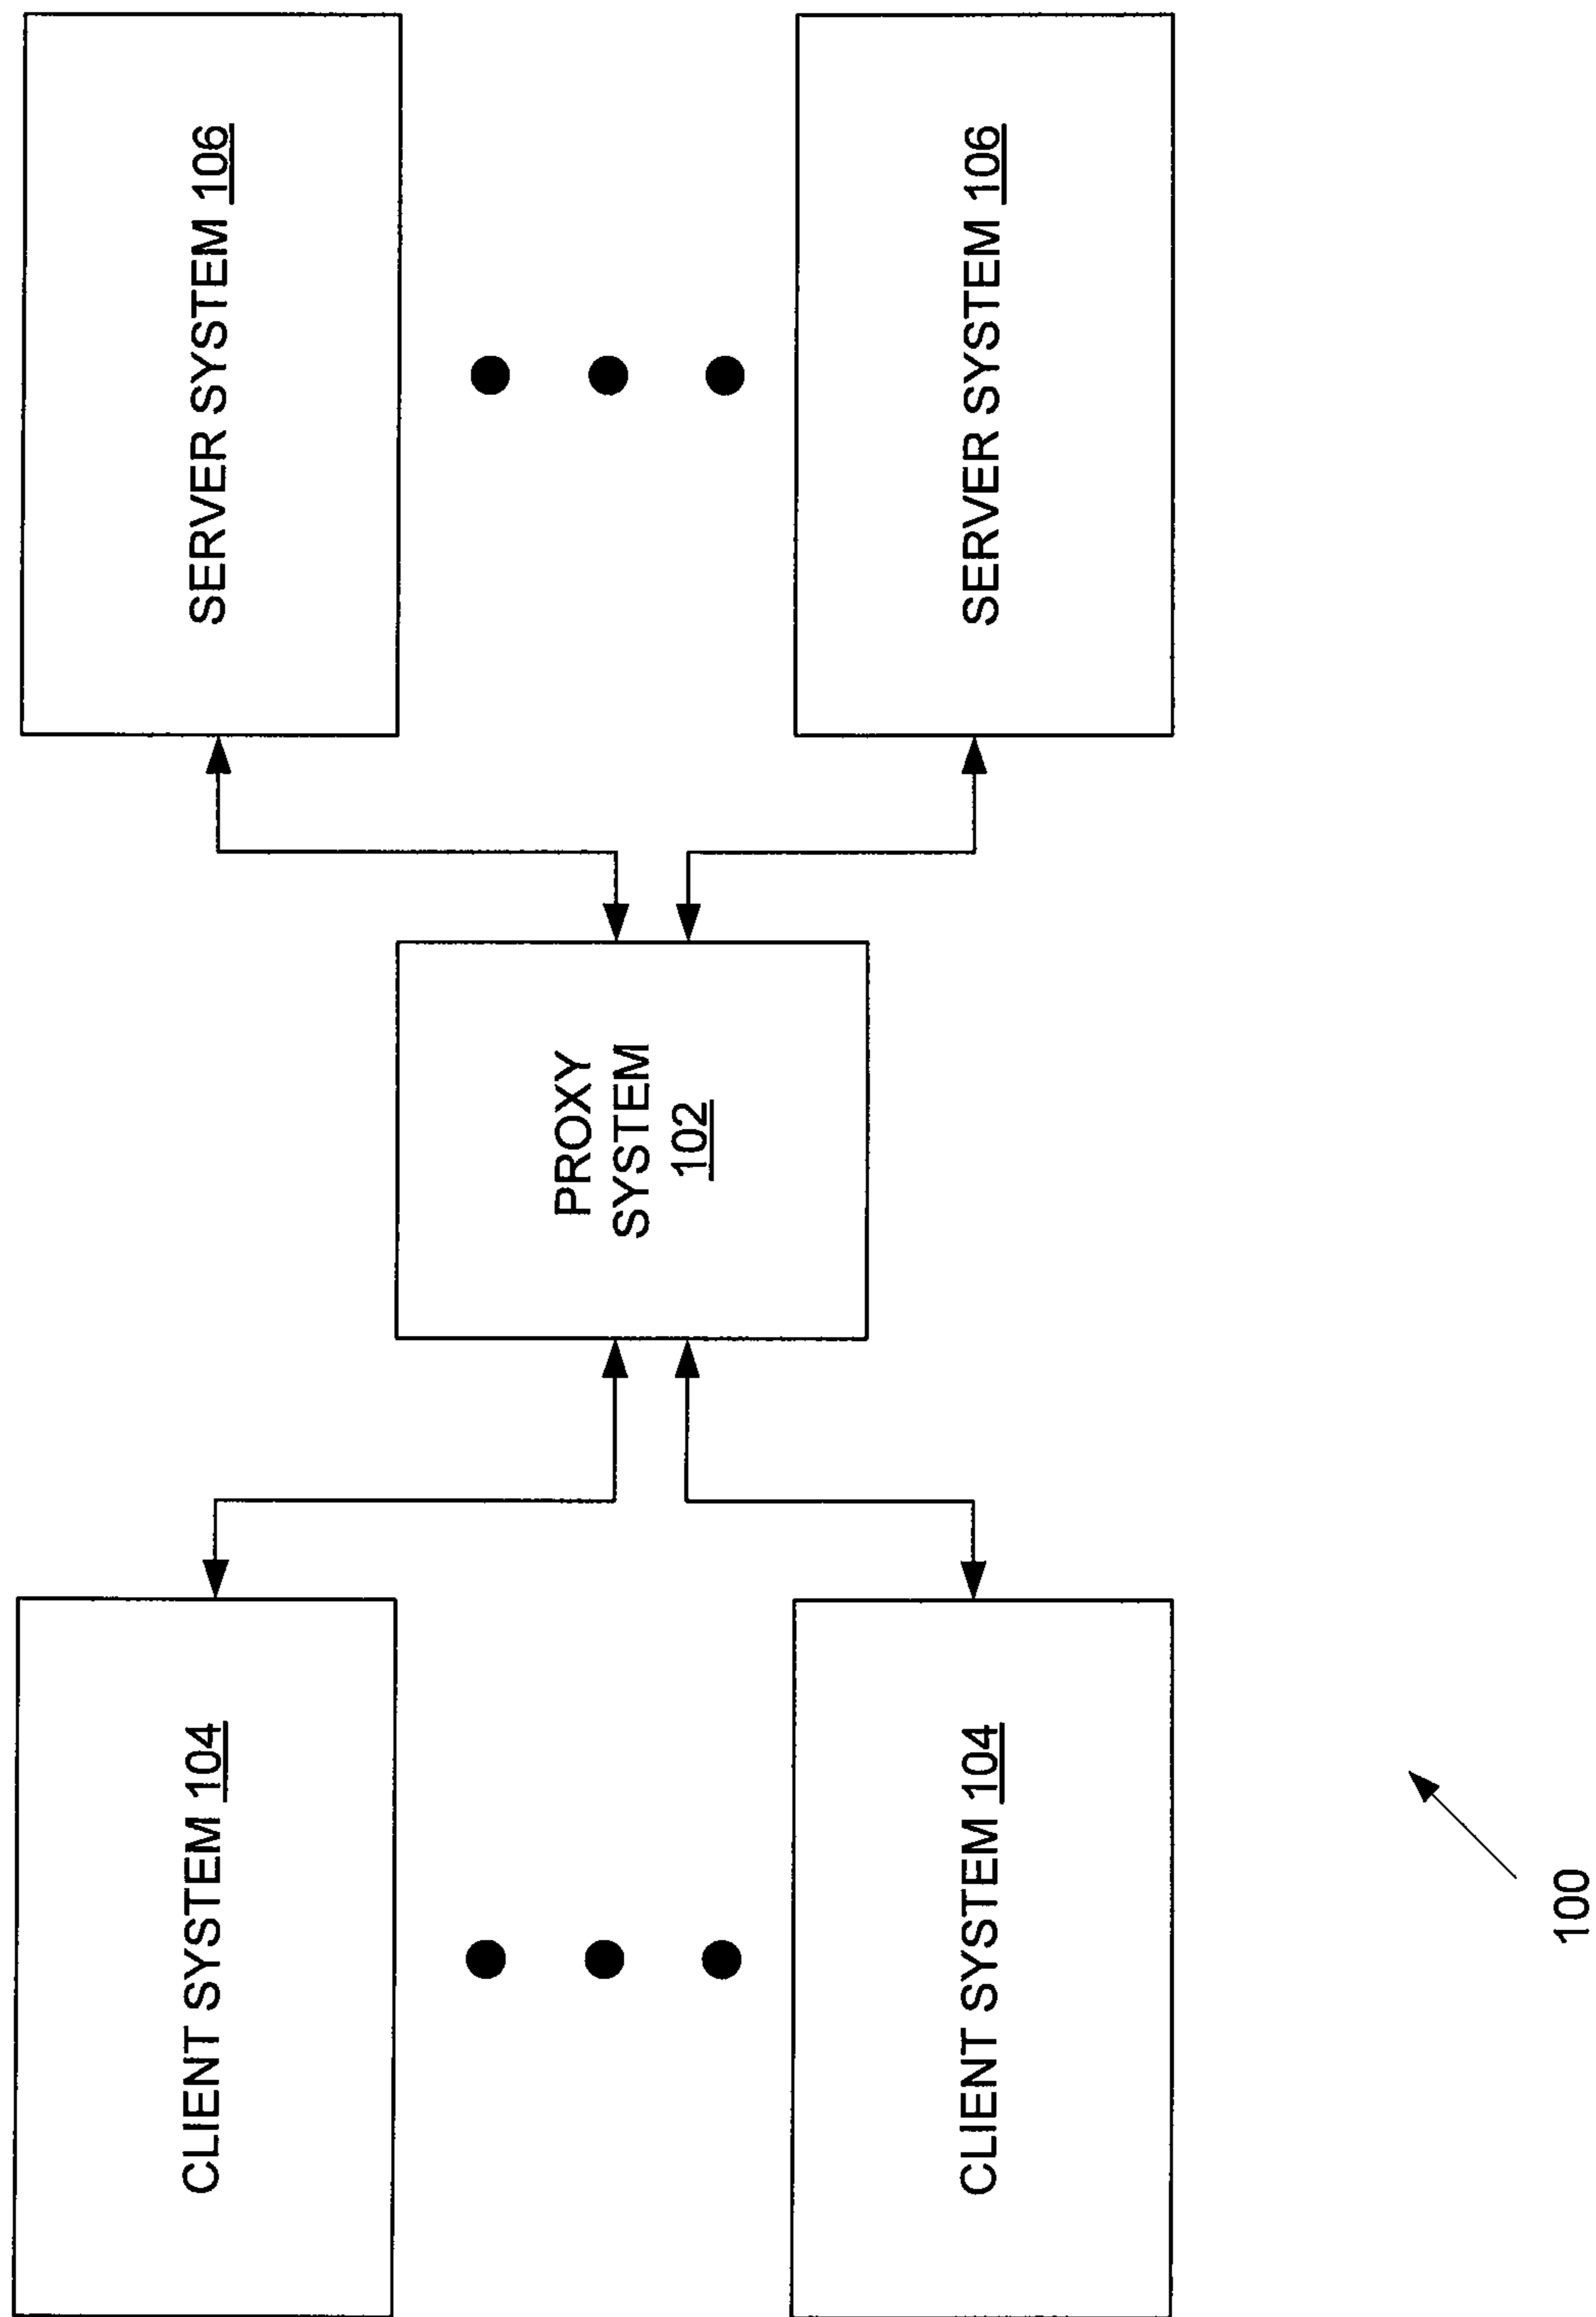 CLIENT SYSTEM 104
SERVER SYSTEM 106
PROXY
SYSTEM
102
CLIENT SYSTEM 104
SERVER SYSTEM 106
100